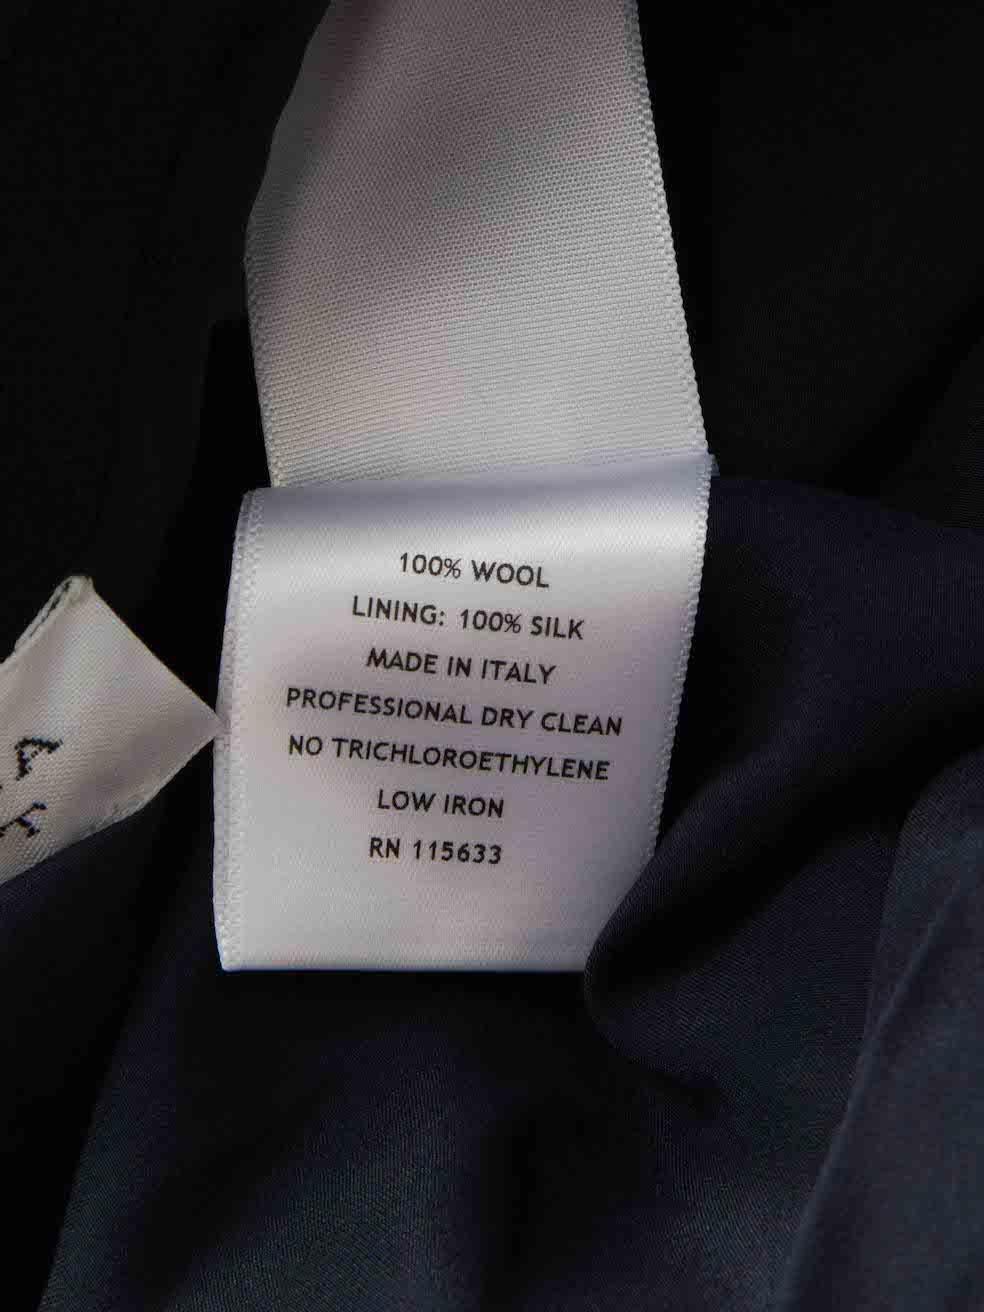 100% WOOL
LINING: 100% SILK
MADE IN ITALY
PROFESSIONAL DRY CLEAN
NO TRICHLOROETHYLENE
LOW IRON
RN 115633